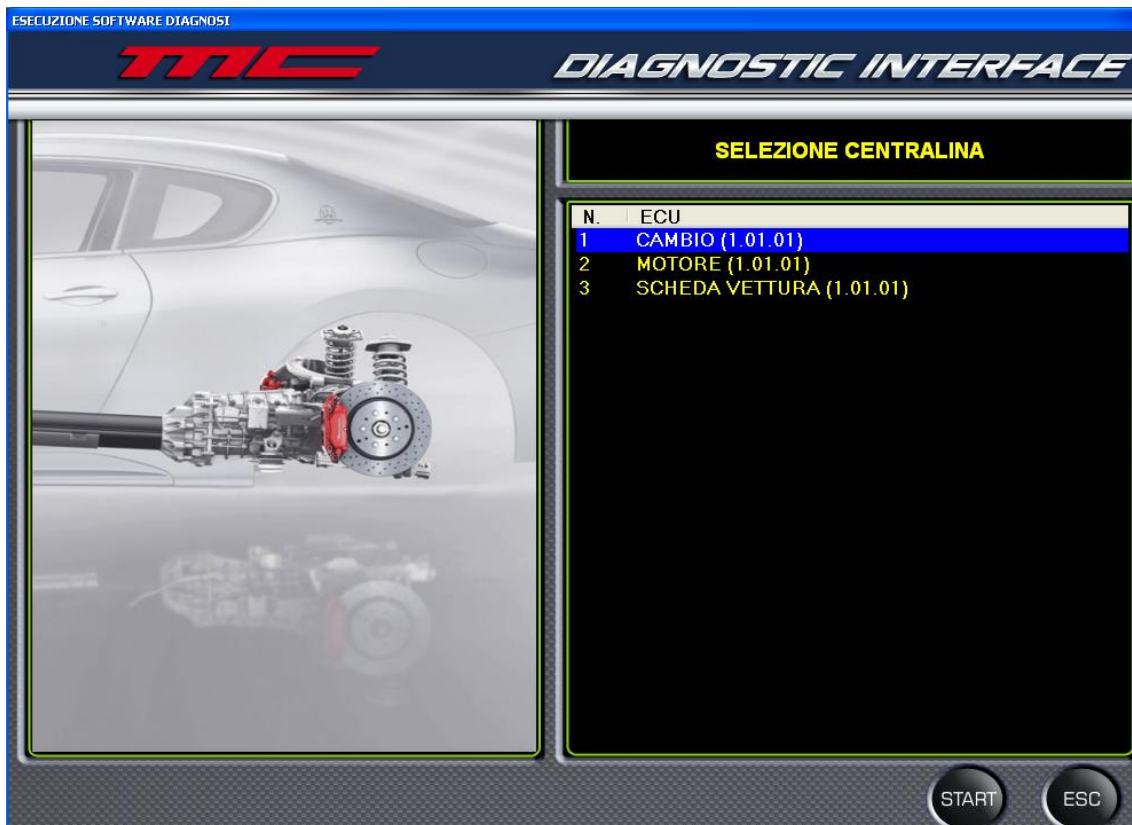 ESECUZIONE SOFTWARE DIAGNOSI
MC DIAGNOSTIC INTERFACE
SELEZIONE CENTRALINA
N. ECU
1 CAMBIO (1.01.01)
2 MOTORE (1.01.01)
3 SCHEDA VETTURA (1.01.01)
START ESC